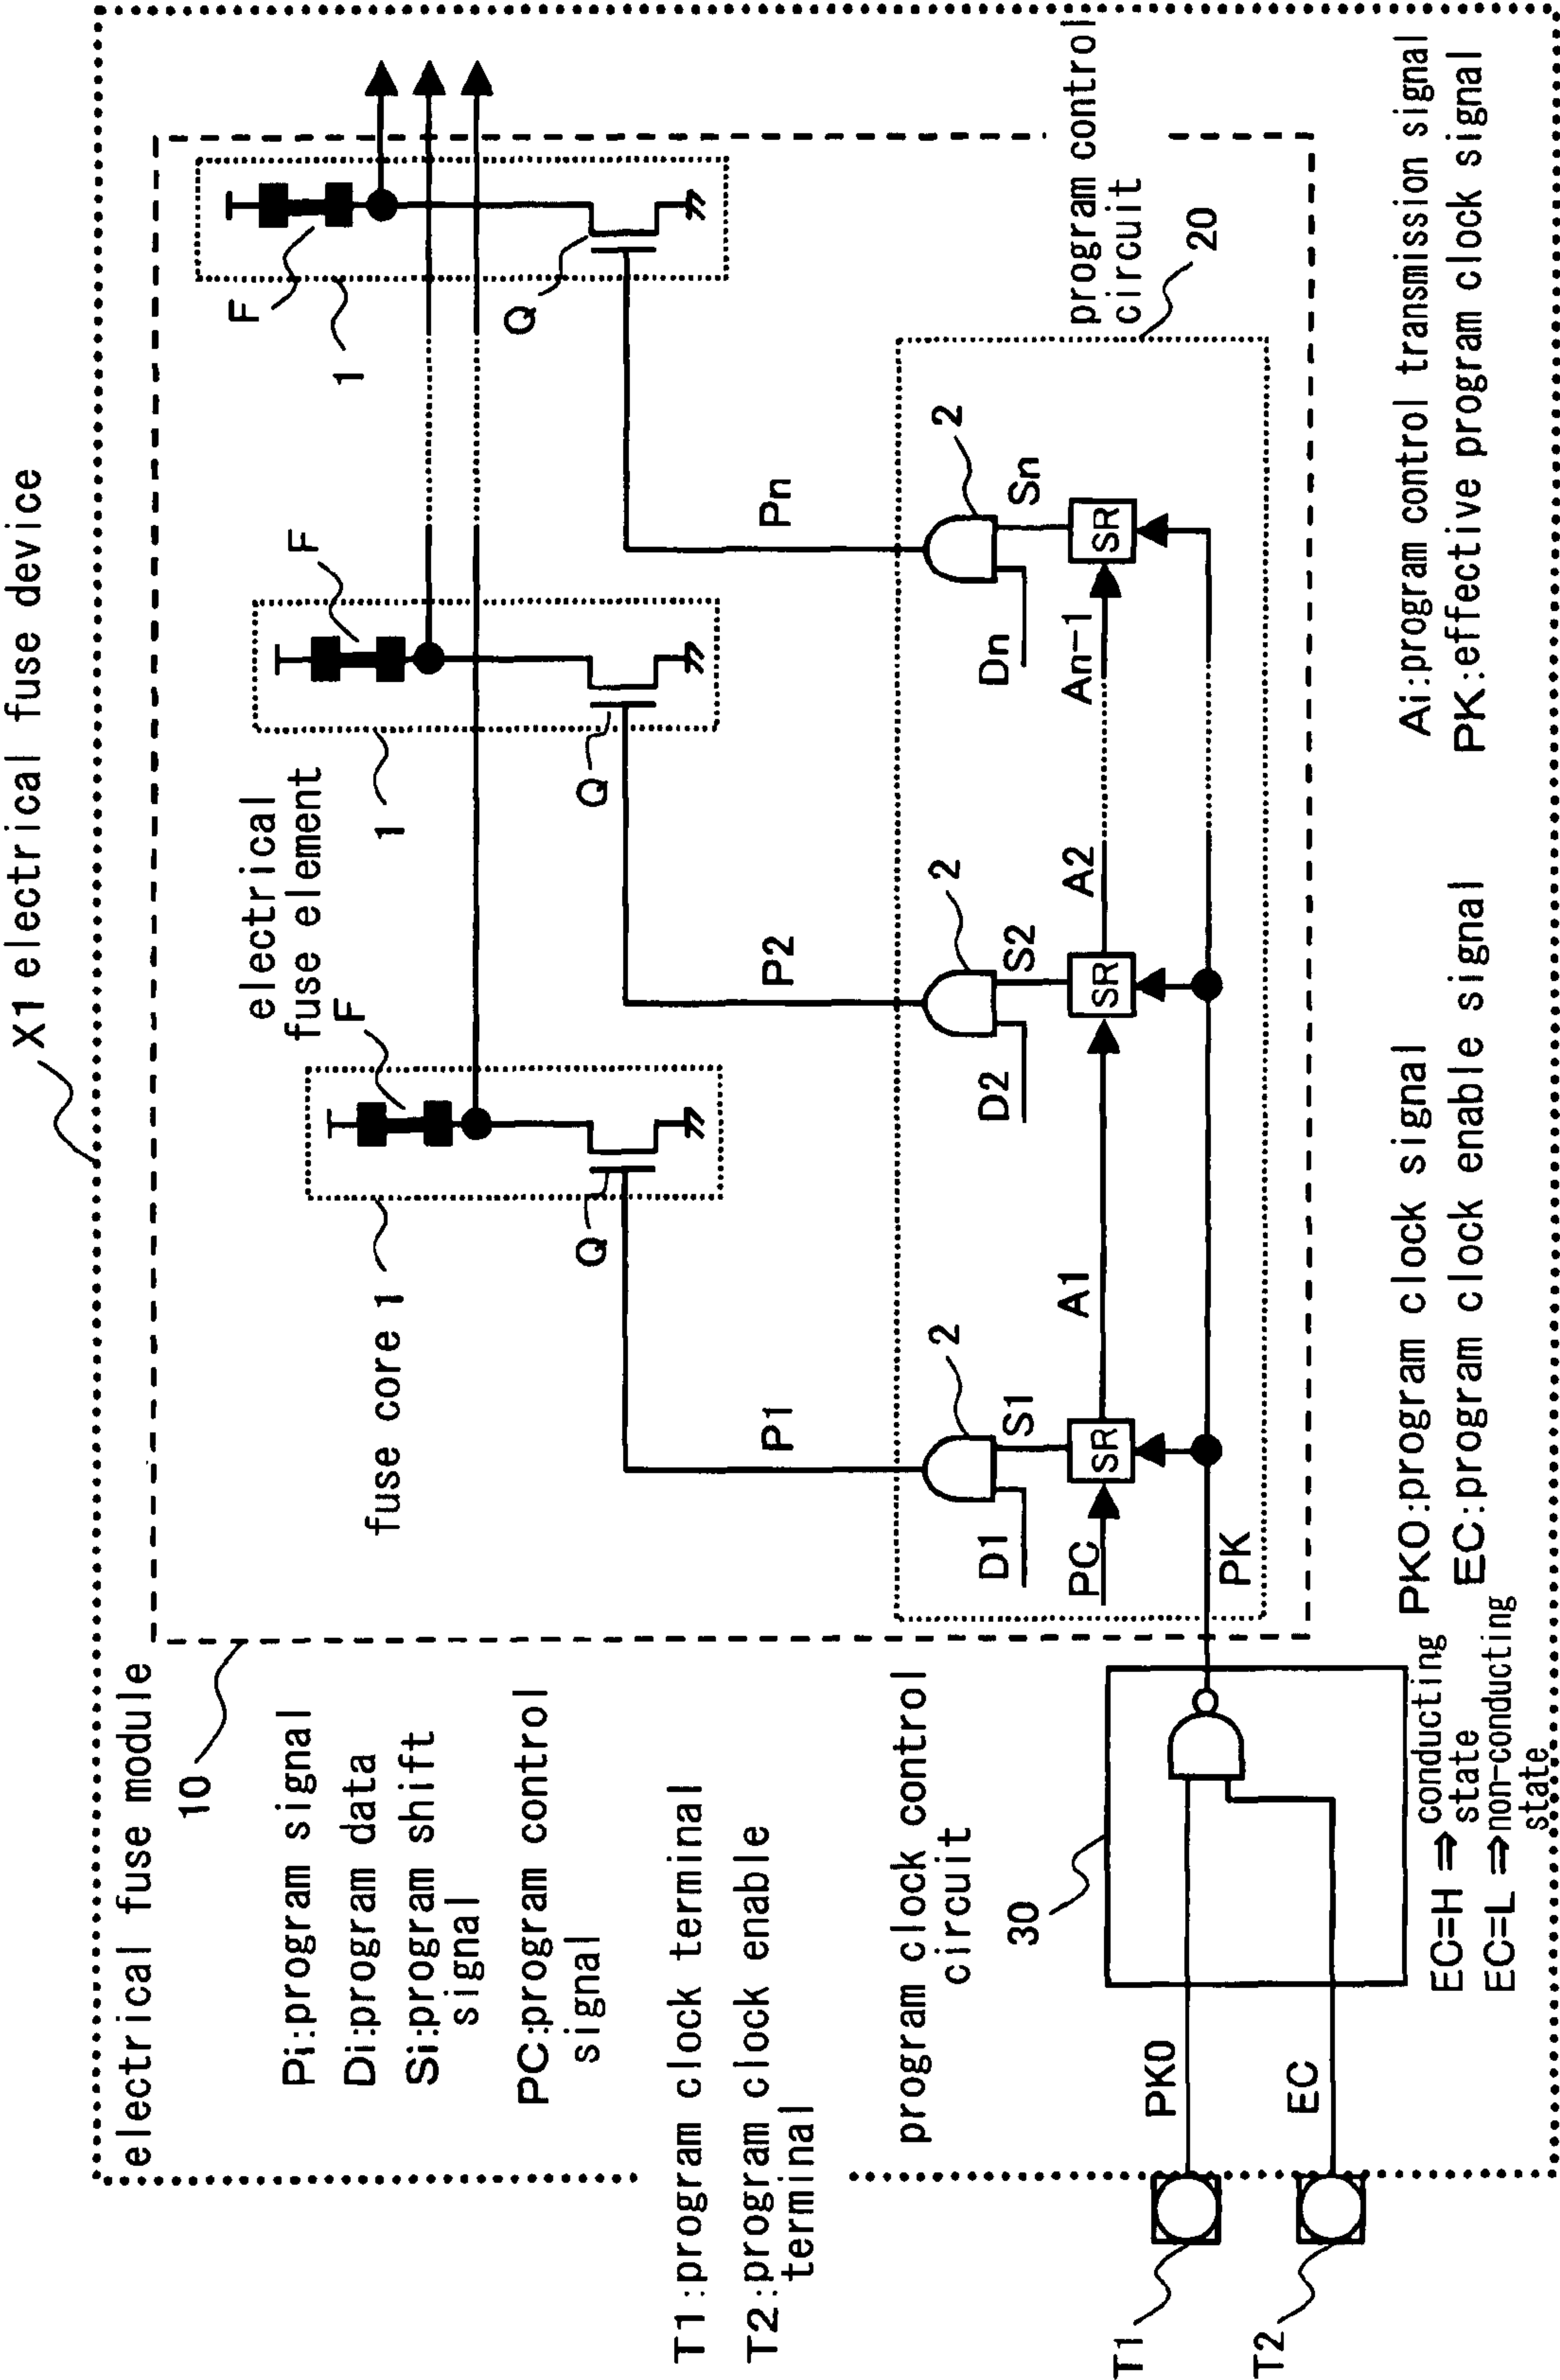 X1 electrical fuse device
electrical fuse module
10
Pi:program signal
Di:program data
Si:program shift
signal
PC:program control
signal
T1:program clock terminal
T2:program clock enable
terminal
electrical
fuse element
F
F
F
fuse core 1
1
1
Q
Q
Q
P1
P2
Pn
2
2
2
D1
S1
D2
S2
Dn
Sn
SR
SR
SR
PC
A1
A2
An-1
PK
program control
circuit
20
program clock control
circuit
30
PK0
EC
T1
T2
EC=H ⇒ conducting
state
EC=L ⇒ non-conducting
state
PK0:program clock signal
EC:program clock enable signal
Ai:program control transmission signal
PK:effective program clock signal